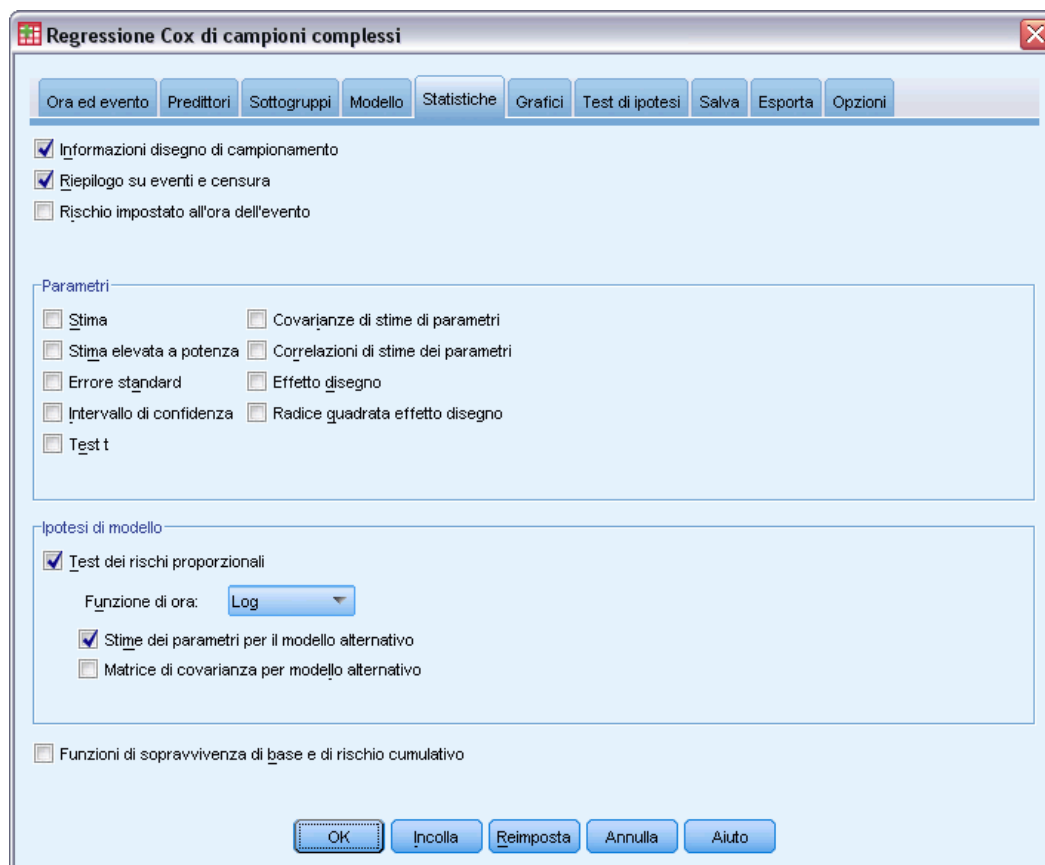 Regressione Cox di campioni complessi
Ora ed evento Predittori Sottogruppi Modello Statistiche Grafici Test di ipotesi Salva Esporta Opzioni
Informazioni disegno di campionamento
Riepilogo su eventi e censura
Rischio impostato all'ora dell'evento
Parametri
Stima Covarianze di stime di parametri
Stima elevata a potenza Correlazioni di stime dei parametri
Errore standard Effetto disegno
Intervallo di confidenza Radice quadrata effetto disegno
Test t
Ipotesi di modello
Test dei rischi proporzionali
Funzione di ora: Log
Stime dei parametri per il modello alternativo
Matrice di covarianza per modello alternativo
Funzioni di sopravvivenza di base e di rischio cumulativo
OK Incolla Reimposta Annulla Aiuto